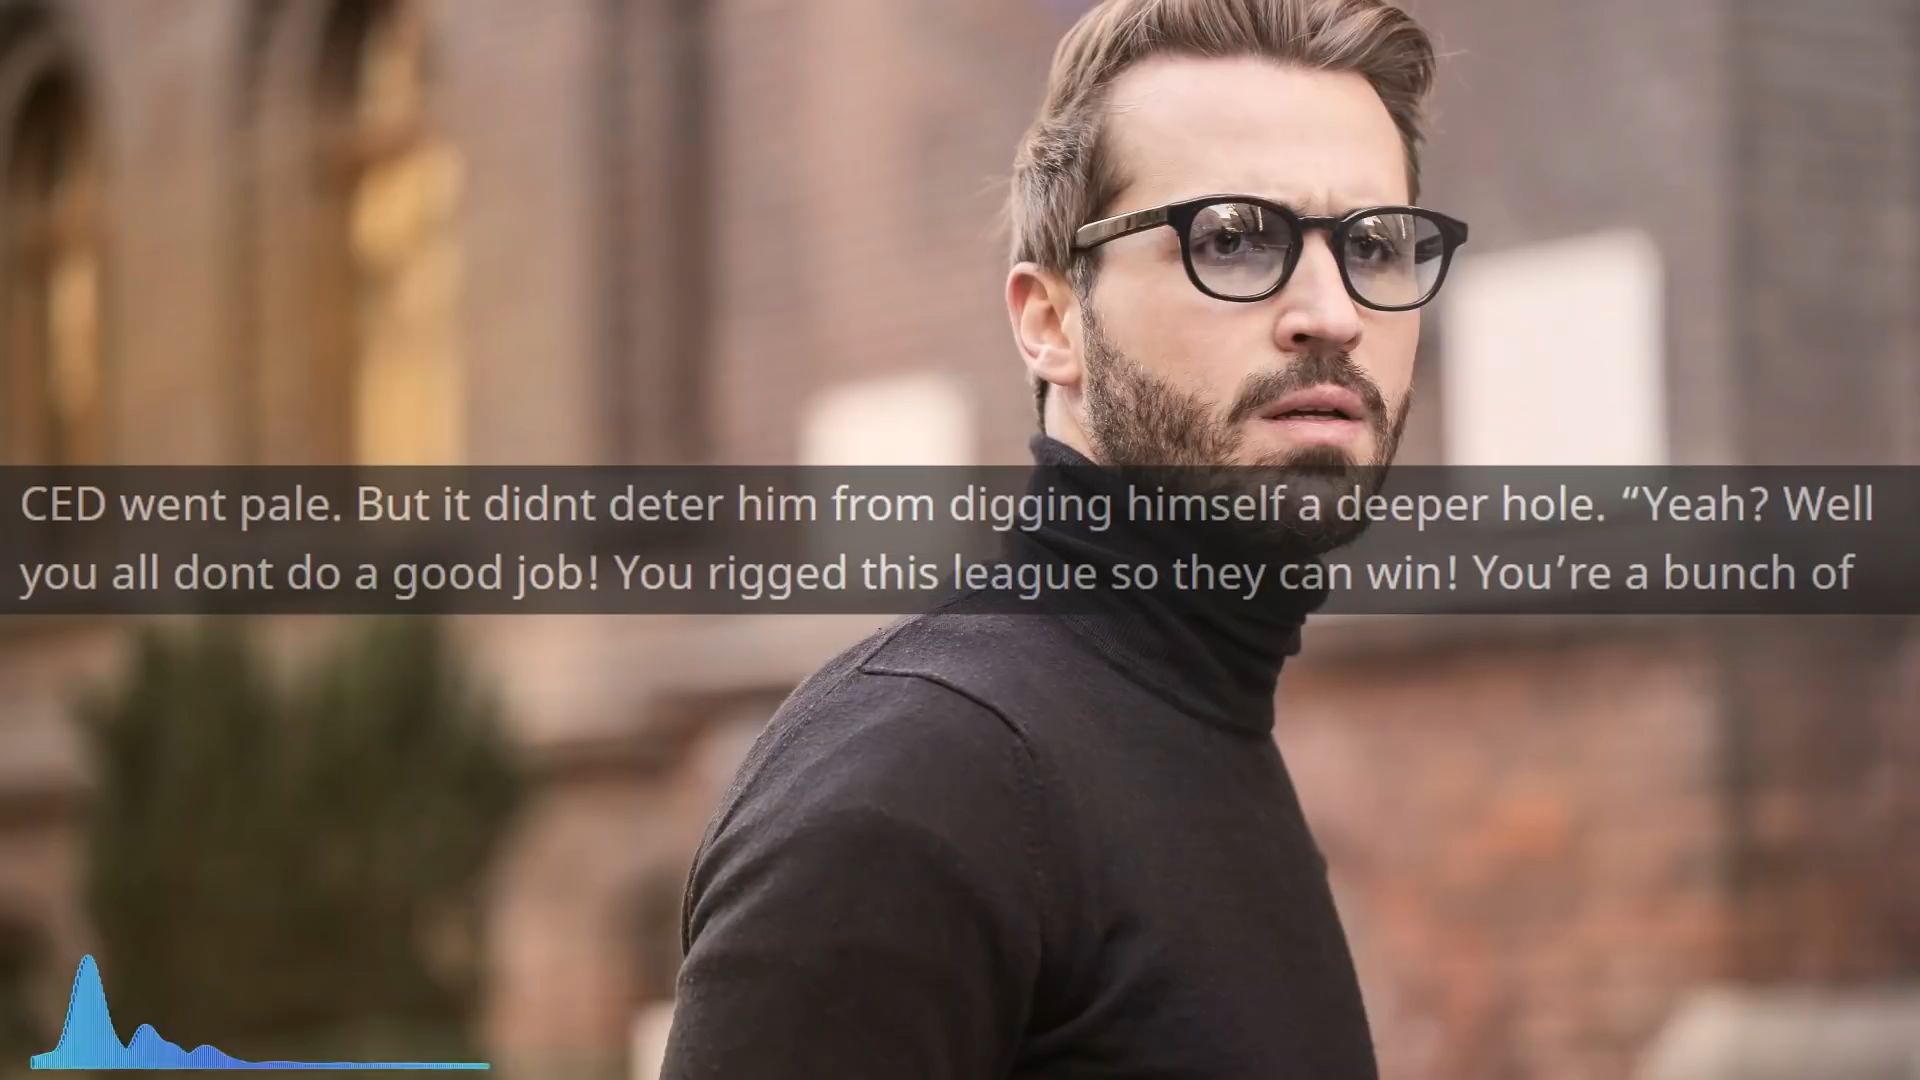 CED went pale. But it didnt deter him from digging himself a deeper hole. “Yeah? Well
you all dont do a good job! You rigged this league so they can win! You’re a bunch of